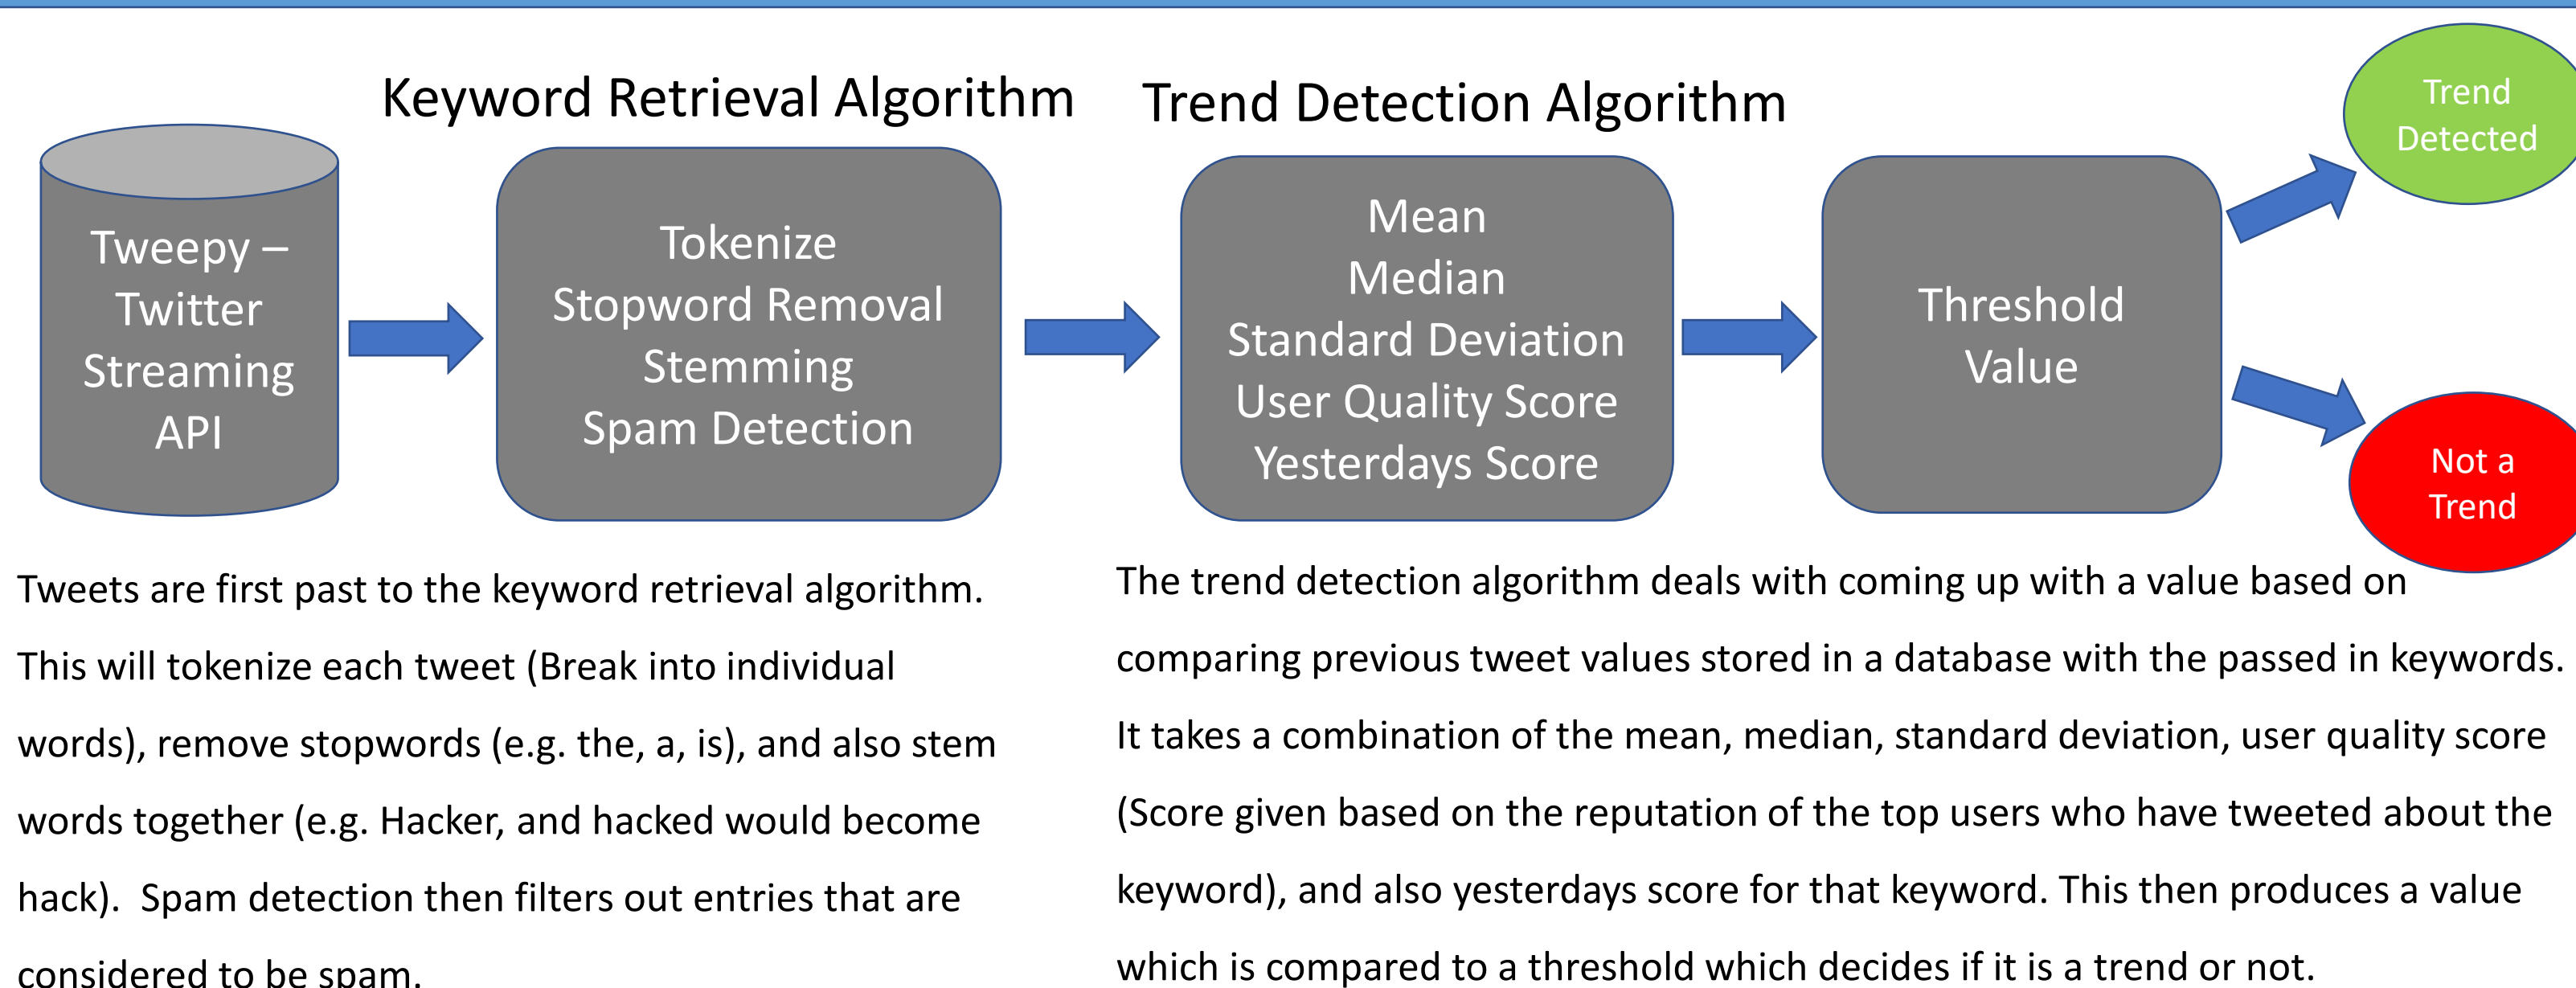 Keyword Retrieval Algorithm
Trend Detection Algorithm
Tweepy –
Twitter
Streaming
API
Tokenize
Stopword Removal
Stemming
Spam Detection
Mean
Median
Standard Deviation
User Quality Score
Yesterdays Score
Threshold
Value
Trend
Detected
Not a
Trend
Tweets are first past to the keyword retrieval algorithm.
This will tokenize each tweet (Break into individual
words), remove stopwords (e.g. the, a, is), and also stem
words together (e.g. Hacker, and hacked would become
hack).  Spam detection then filters out entries that are
considered to be spam.
The trend detection algorithm deals with coming up with a value based on
comparing previous tweet values stored in a database with the passed in keywords.
It takes a combination of the mean, median, standard deviation, user quality score
(Score given based on the reputation of the top users who have tweeted about the
keyword), and also yesterdays score for that keyword. This then produces a value
which is compared to a threshold which decides if it is a trend or not.